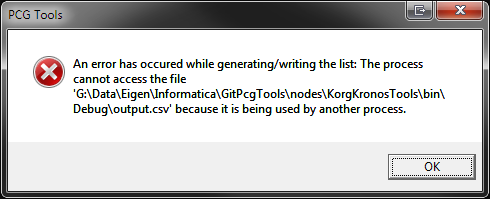 PCG Tools
An error has occured while generating/writing the list: The process
cannot access the file
'G:\Data\Eigen\Informatica\GitPcgTools\nodes\KorgKronosTools\bin\
Debug\output.csv' because it is being used by another process.
OK